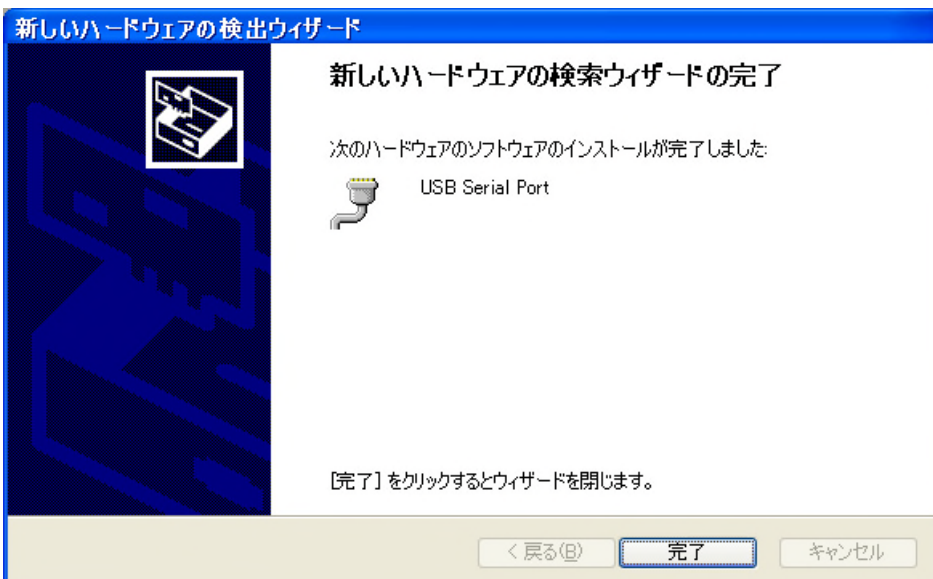 新しいハードウェアの検出ウィザード
新しいハードウェアの検索ウィザードの完了
次のハードウェアのソフトウェアのインストールが完了しました:
USB Serial Port
[完了] をクリックするとウィザードを閉じます。
< 戻る(B)
完了
キャンセル